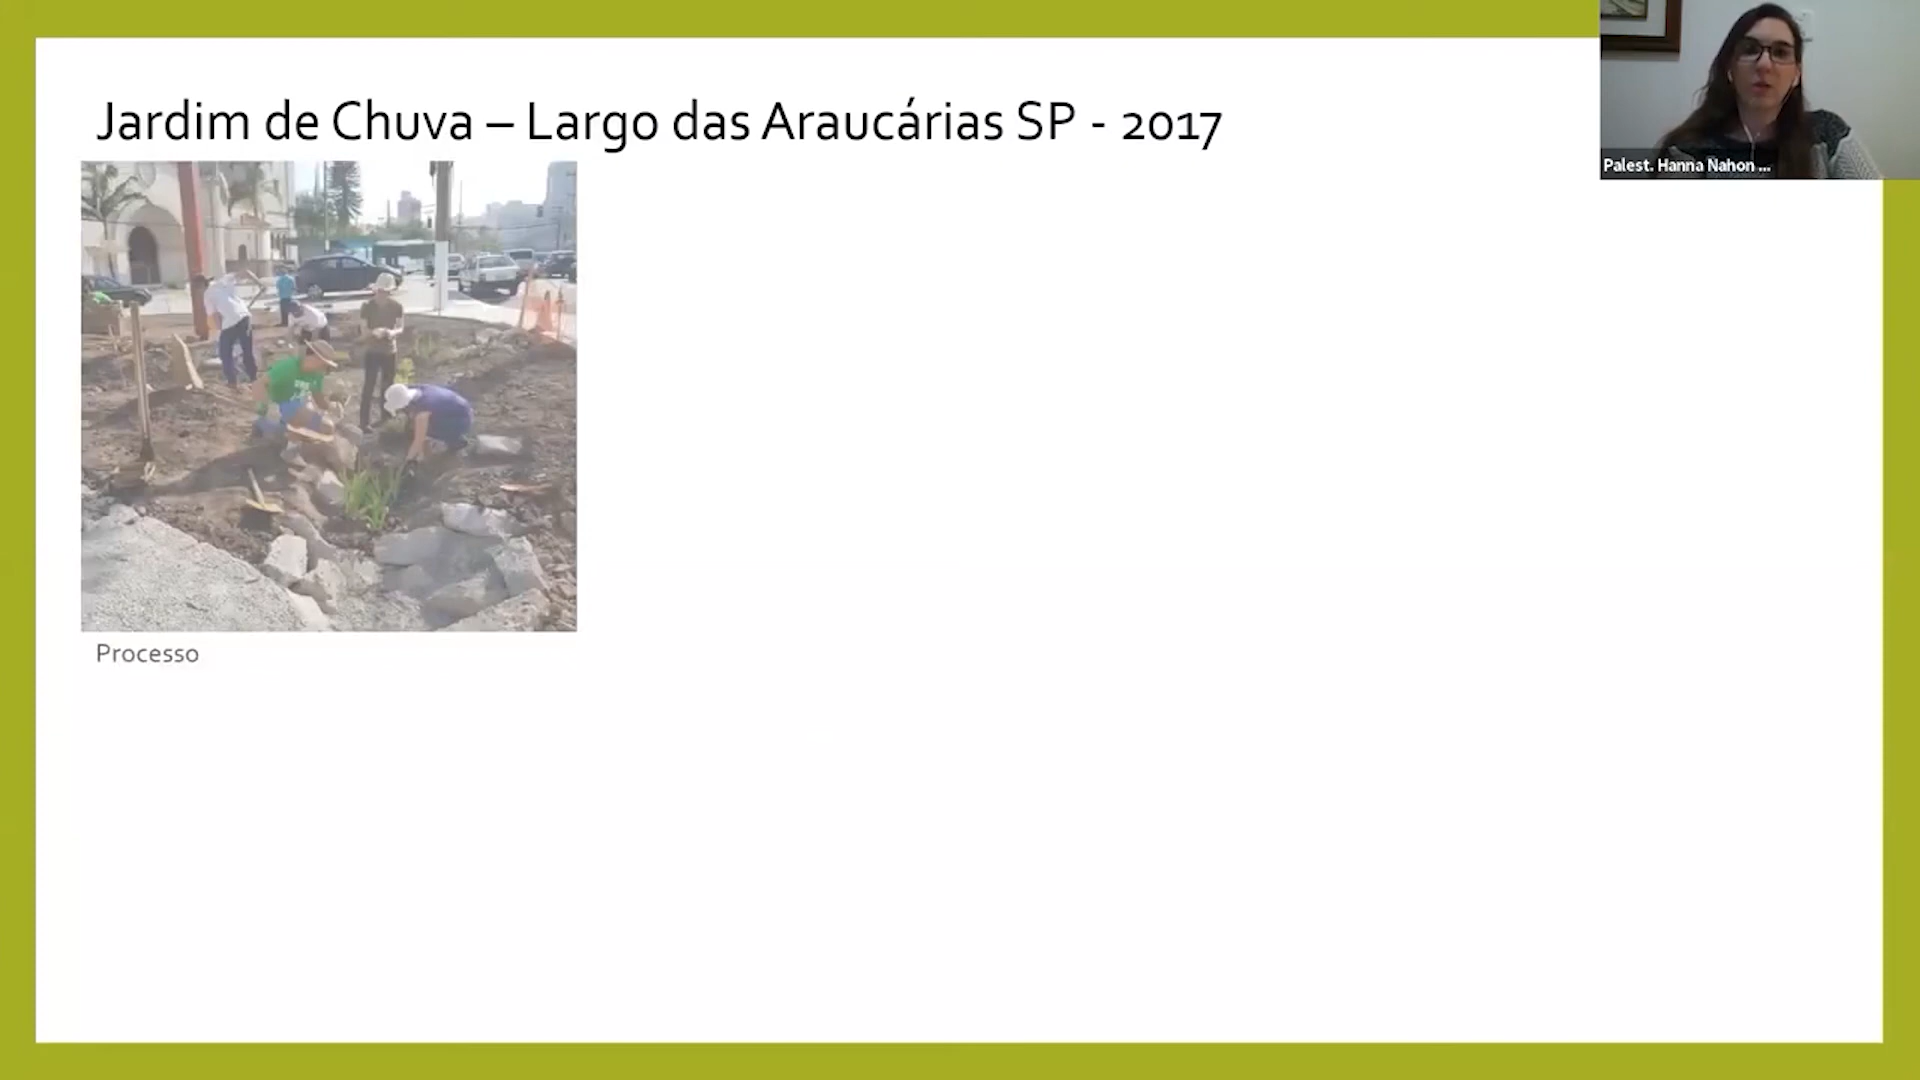 Jardim de Chuva – Largo das Araucárias SP - 2017
Palest. Hanna Nahon ...
Processo